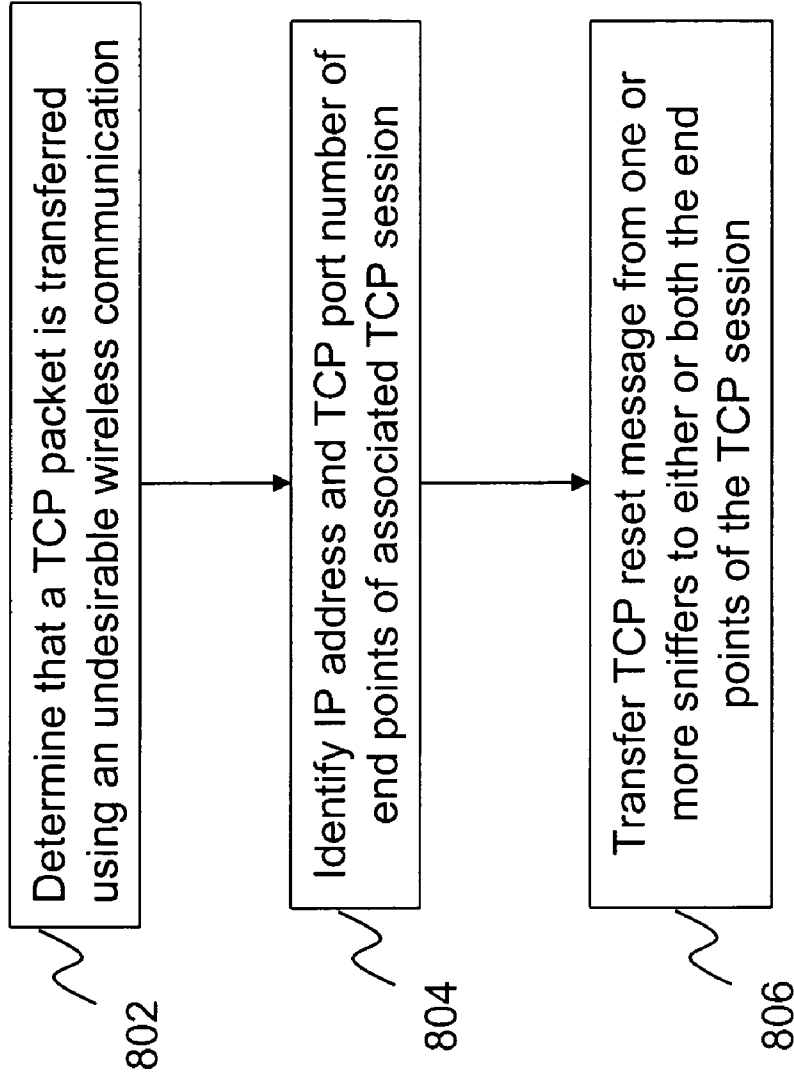 Determine that a TCP packet is transferred
using an undesirable wireless communication
802
Identify IP address and TCP port number of
end points of associated TCP session
804
Transfer TCP reset message from one or
more sniffers to either or both the end
points of the TCP session
806